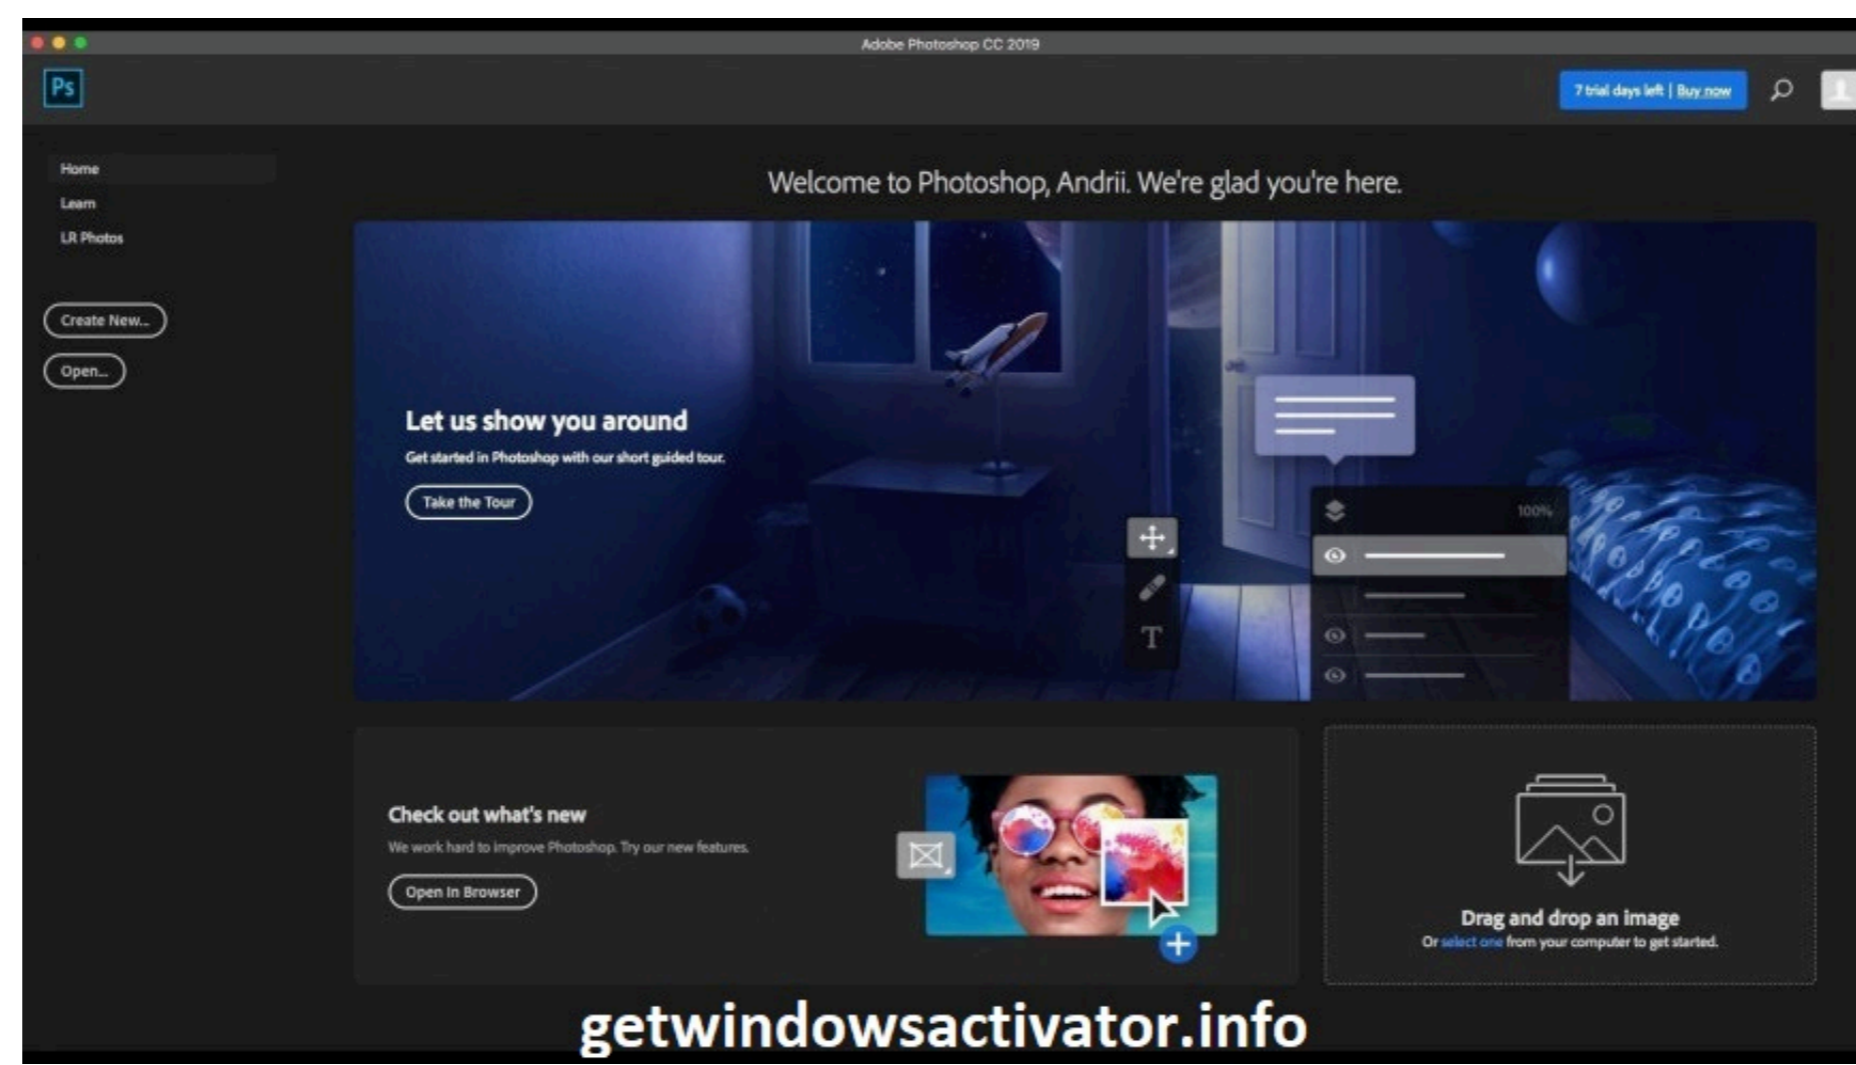 Adobe Photoshop CC 2019
Ps
7 trial days left | Buy now
Home
Learn
LR Photos
Create New...
Open...
Welcome to Photoshop, Andrii. We're glad you're here.
Let us show you around
Get started in Photoshop with our short guided tour.
Take the Tour
100%
T
Check out what's new
We work hard to improve Photoshop. Try our new features.
Open In Browser
Drag and drop an image
Or select one from your computer to get started.
getwindowsactivator.info